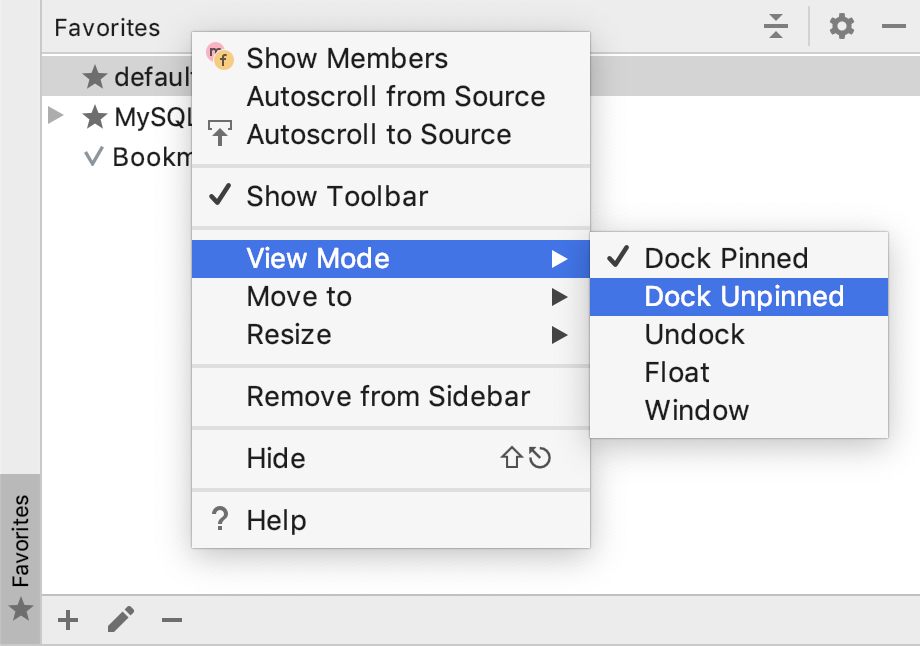 Favorites
default
MySQL
Bookm
Show Members
Autoscroll from Source
Autoscroll to Source
Show Toolbar
View Mode
Move to
Resize
Remove from Sidebar
Hide ⇧⎋
? Help
Dock Pinned
Dock Unpinned
Undock
Float
Window
Favorites